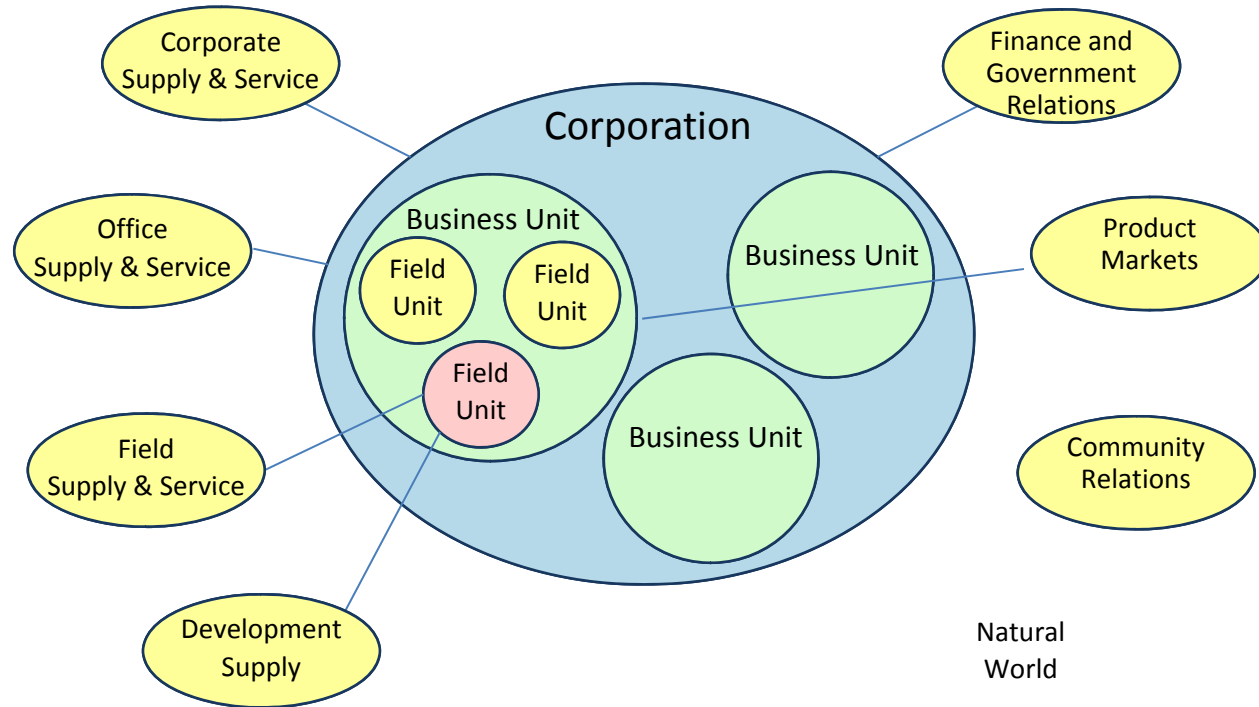 Corporate
Supply & Service
Finance and
Government
Relations
Corporation
Office
Supply & Service
Business Unit
Field
Unit
Field
Unit
Field
Unit
Business Unit
Product
Markets
Business Unit
Field
Supply & Service
Community
Relations
Development
Supply
Natural
World